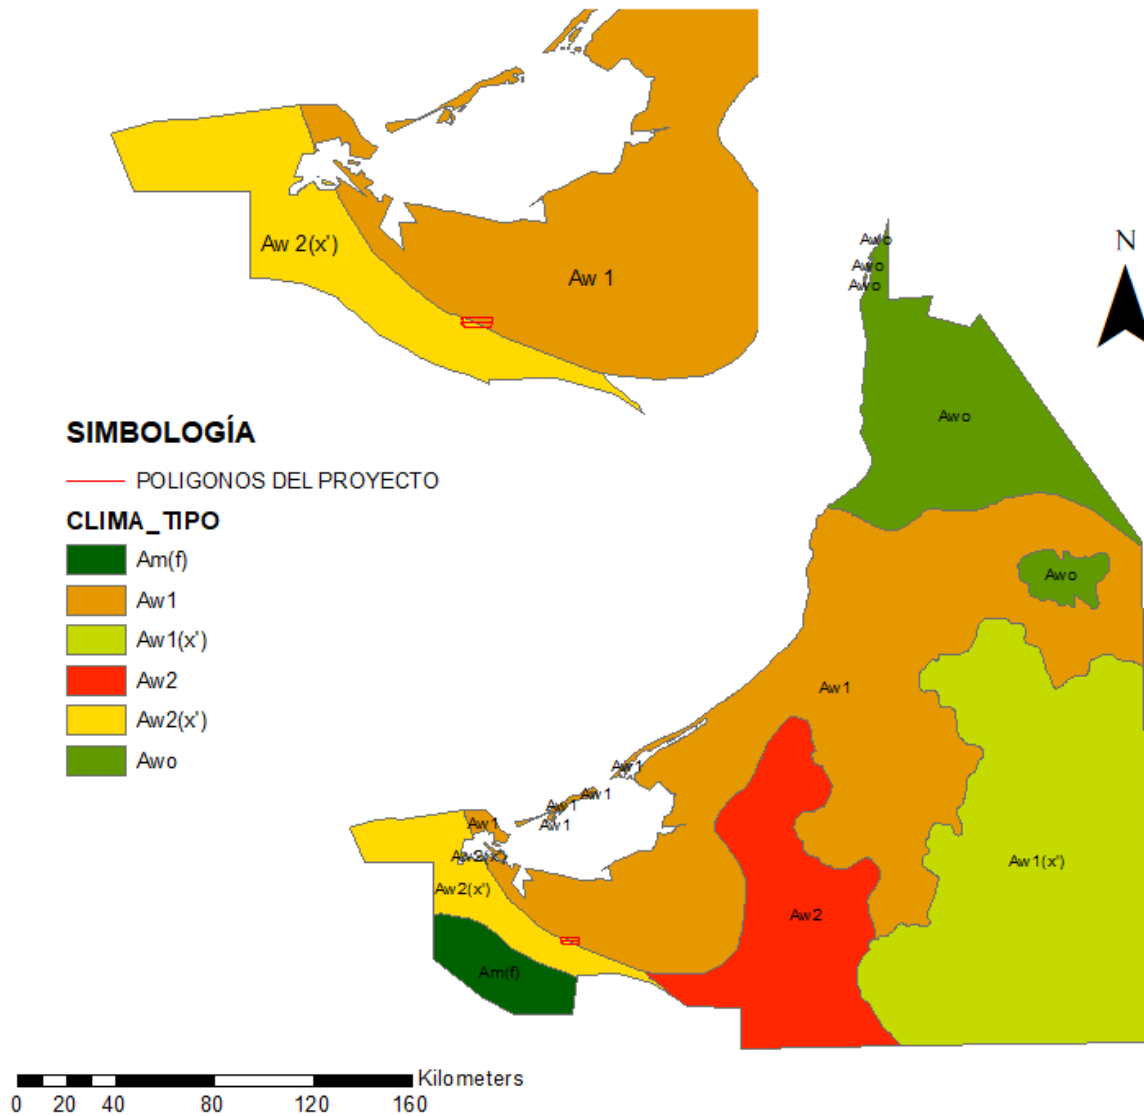 Aw 2(x')
Aw 1
N
Awo
Awo
Awo
Awo
Awo
SIMBOLOGÍA
POLIGONOS DEL PROYECTO
CLIMA_TIPO
Am(f)
Aw1
Aw1(x')
Aw2
Aw2(x')
Awo
Aw1
Aw1
Aw1
Aw1
Aw1
Aw1
Aw2(x')
Aw2(x')
Aw1(x')
Aw2
Am(f)
Kilometers
0 20 40 80 120 160